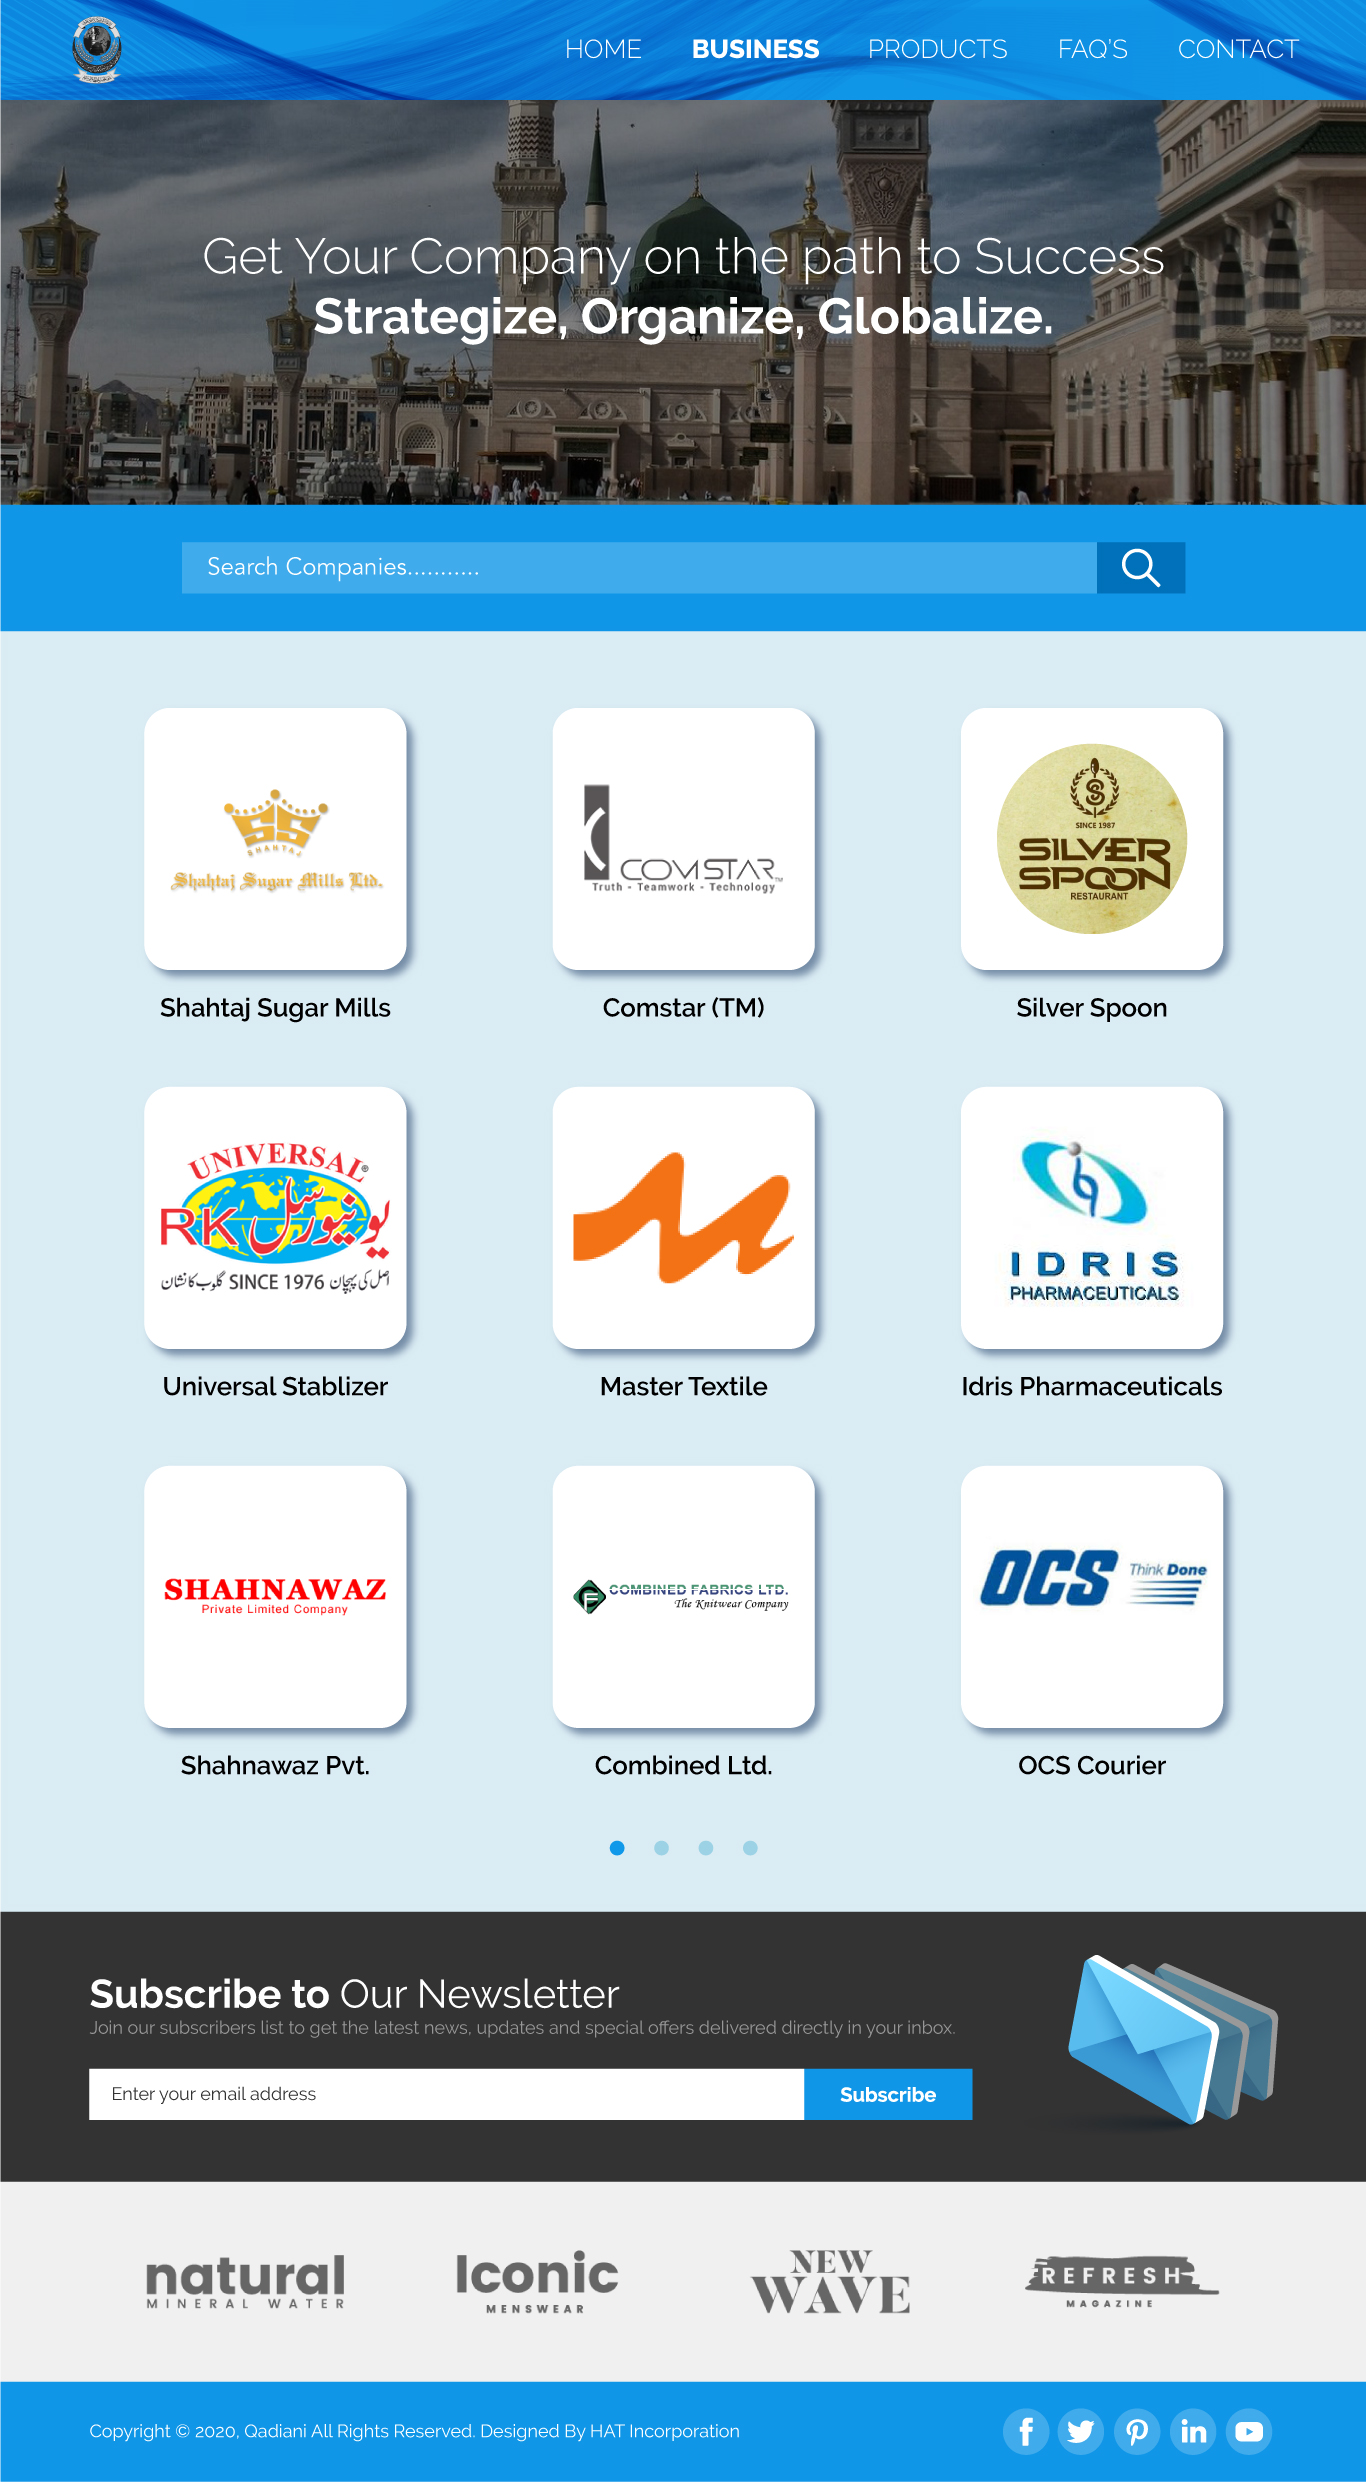 HOME BUSINESS PRODUCTS FAQ'S CONTACT
Get Your Company on the path to Success
Strategize, Organize, Globalize.
Search Companies...........
SS
SHAHTAJ
Shahtaj Sugar Mills Ltd.
COMSTAR™
Truth - Teamwork - Technology
S
SINCE 1987
SILVER
SPOON
RESTAURANT
Shahtaj Sugar Mills
Comstar (TM)
Silver Spoon
UNIVERSAL®
RK یونیورسل
اصل کی پہچان SINCE 1976 گلوب کا نشان
IDRIS
PHARMACEUTICALS
Universal Stablizer
Master Textile
Idris Pharmaceuticals
SHAHNAWAZ
Private Limited Company
CF
COMBINED FABRICS LTD.
The Knitwear Company
OCS Think Done
Shahnawaz Pvt.
Combined Ltd.
OCS Courier
Subscribe to Our Newsletter
Join our subscribers list to get the latest news, updates and special offers delivered directly in your inbox.
Enter your email address
Subscribe
natural
MINERAL WATER
Iconic
MENSWEAR
NEW
WAVE
REFRESH
MAGAZINE
Copyright © 2020, Qadiani All Rights Reserved. Designed By HAT Incorporation